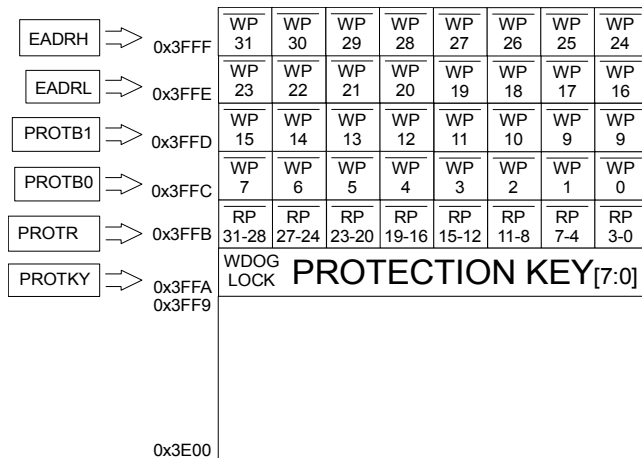 EADRH 0x3FFF WP 31 WP 30 WP 29 WP 28 WP 27 WP 26 WP 25 WP 24
EADRL 0x3FFE WP 23 WP 22 WP 21 WP 20 WP 19 WP 18 WP 17 WP 16
PROTB1 0x3FFD WP 15 WP 14 WP 13 WP 12 WP 11 WP 10 WP 9 WP 9
PROTB0 0x3FFC WP 7 WP 6 WP 5 WP 4 WP 3 WP 2 WP 1 WP 0
PROTR 0x3FFB RP 31-28 RP 27-24 RP 23-20 RP 19-16 RP 15-12 RP 11-8 RP 7-4 RP 3-0
PROTKY 0x3FFA WDOG LOCK PROTECTION KEY[7:0]
0x3FF9
0x3E00